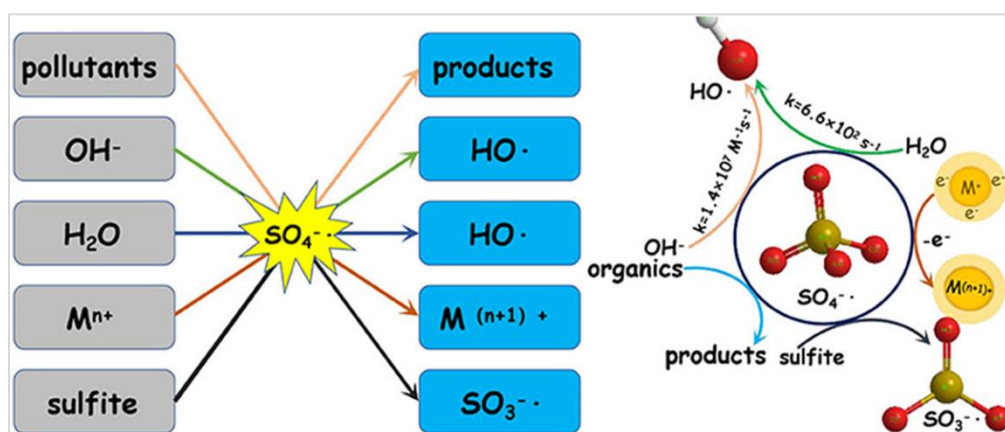 pollutants
products
OH-
HO·
H₂O
HO·
SO₄⁻·
Mⁿ⁺
M ⁽ⁿ⁺¹⁾ ⁺
sulfite
SO₃⁻·
HO·
k=1.4×10⁷ M⁻¹s⁻¹
k=6.6×10² s⁻¹
H₂O
e⁻ M⁺ e⁻
e⁻
-e⁻
M⁽ⁿ⁺¹⁾⁺
OH⁻
organics
SO₄⁻·
products
sulfite
SO₃⁻·